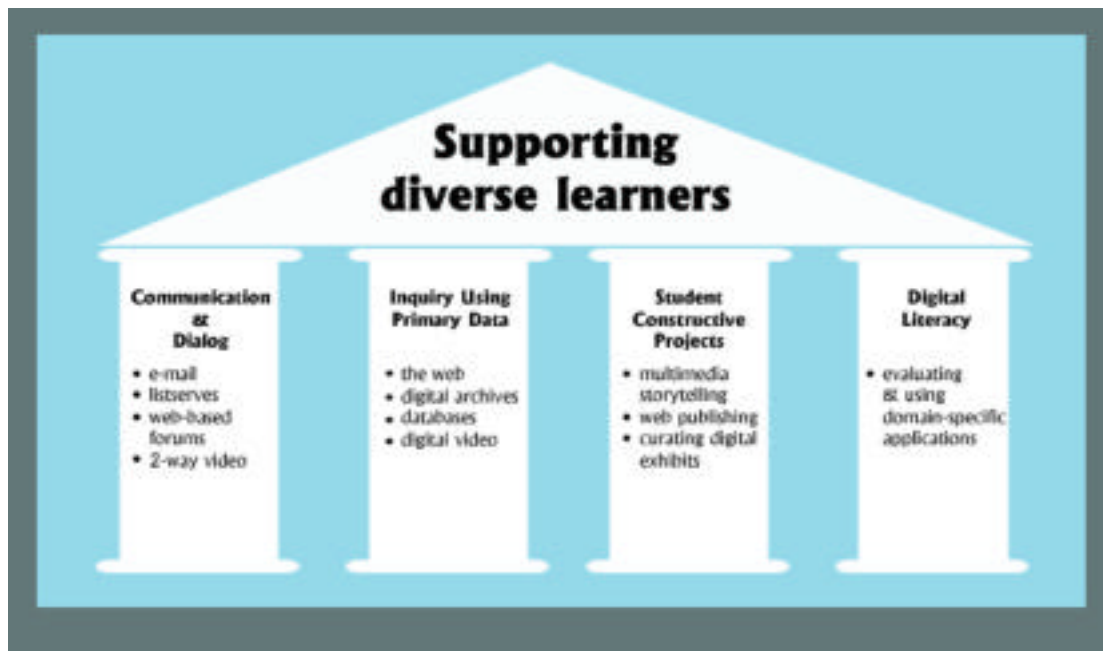 Supporting
diverse learners
Communication
&
Dialog
• e-mail
• listserves
• web-based
forums
• 2-way video
Inquiry Using
Primary Data
• the web
• digital archives
• databases
• digital video
Student
Constructive
Projects
• multimedia
storytelling
• web publishing
• curating digital
exhibits
Digital
Literacy
• evaluating
& using
domain-specific
applications